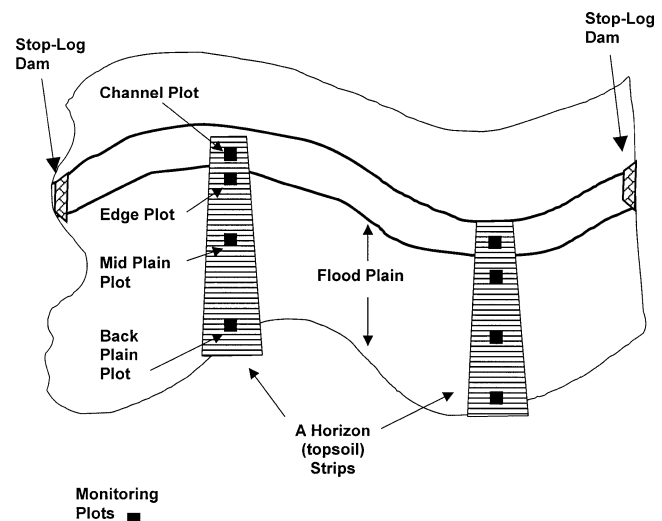 Stop-Log
Dam
Stop-Log
Dam
Channel Plot
Edge Plot
Mid Plain
Plot
Flood Plain
Back
Plain
Plot
A Horizon
(topsoil)
Strips
Monitoring
Plots